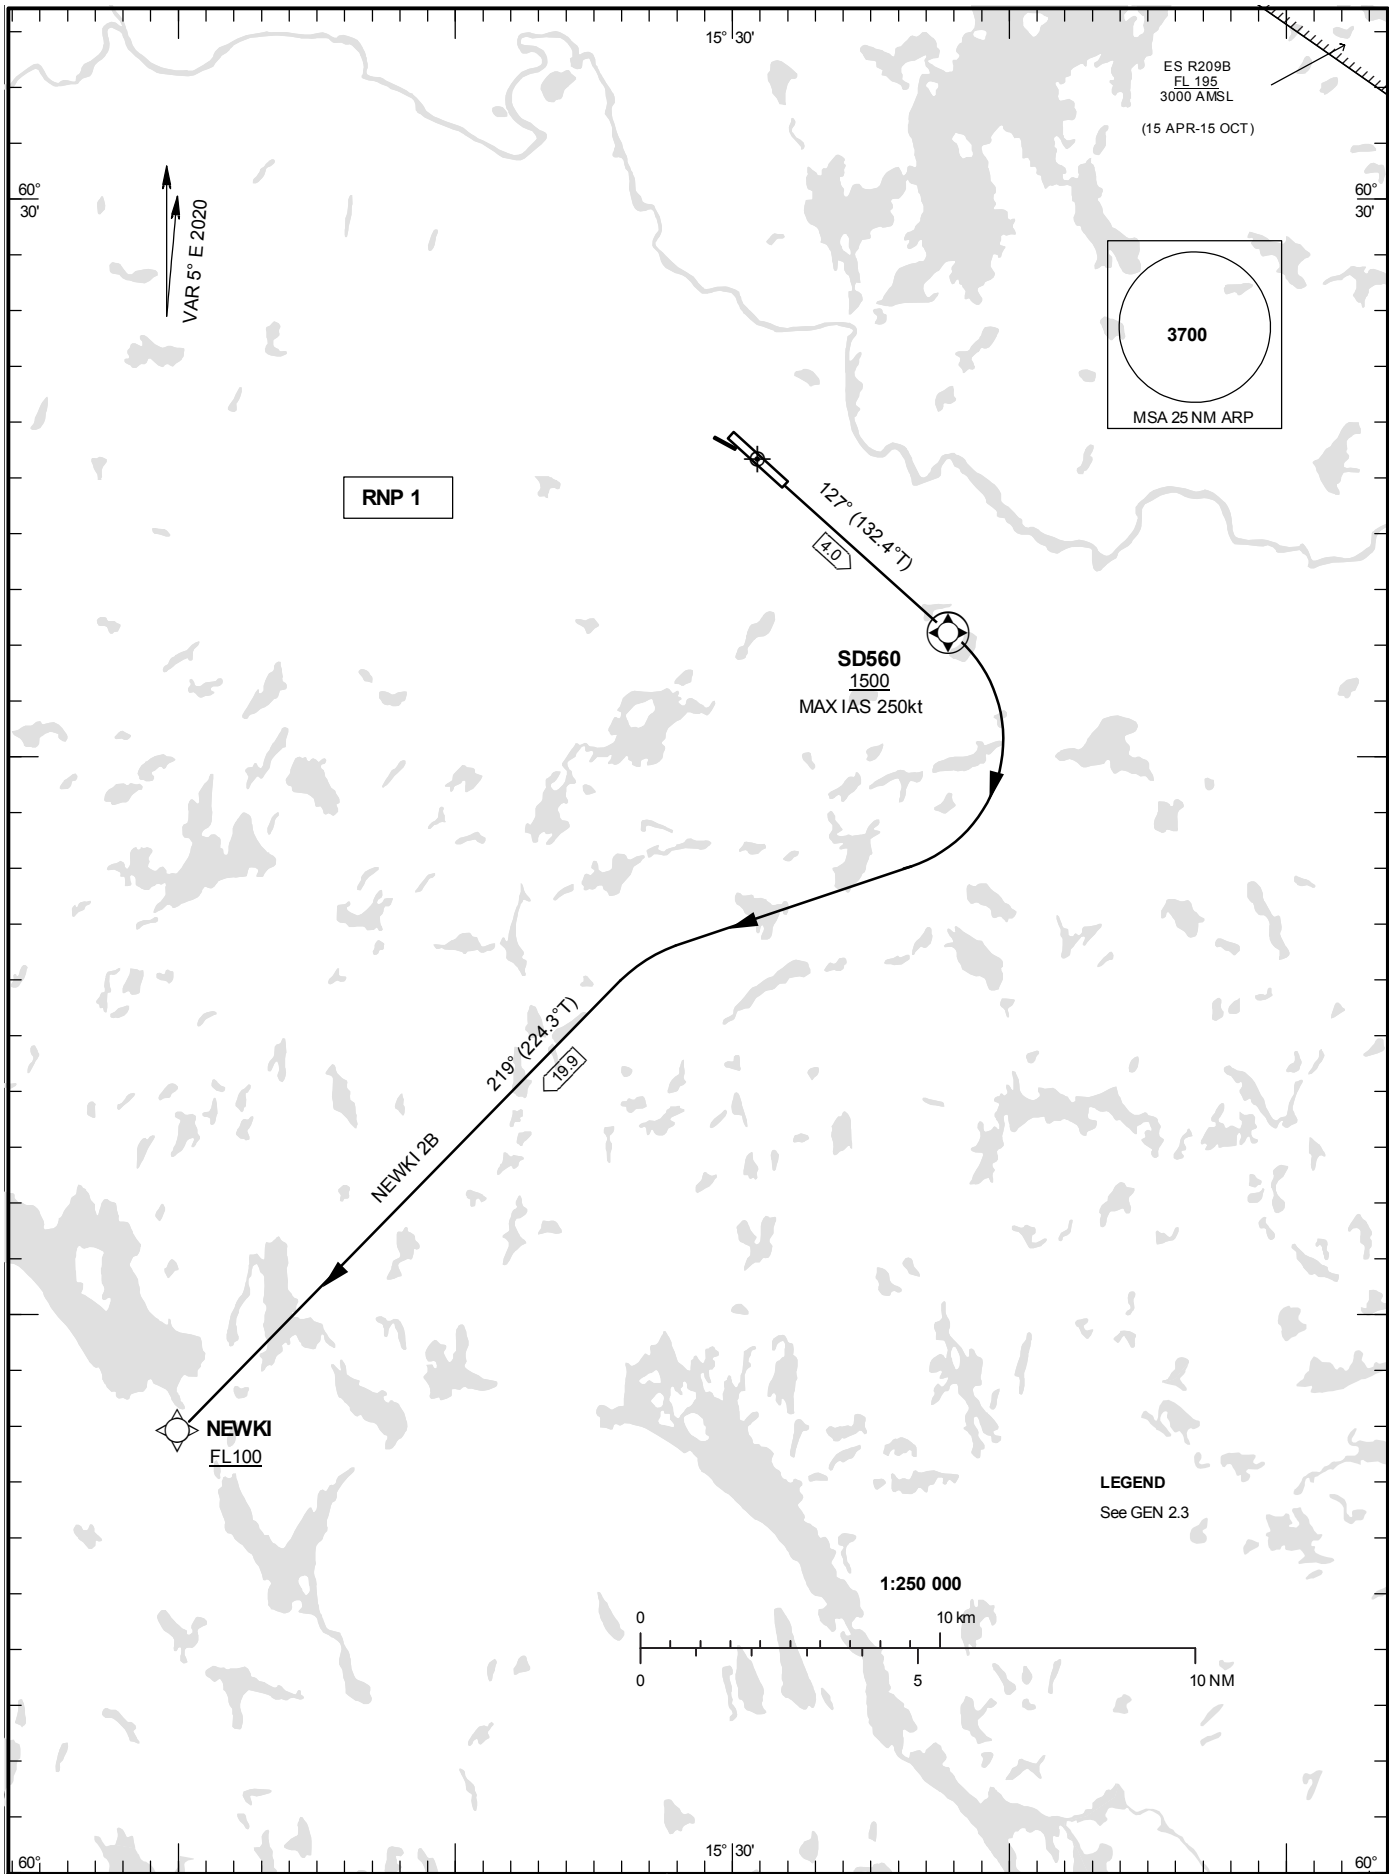 15° 30'
ES R209B
FL 195
3000 AMSL
(15 APR-15 OCT)
60°
30'
60°
30'
VAR 5° E 2020
3700
MSA 25 NM ARP
RNP 1
127° (132.4°T)
4.0
SD560
1500
MAX IAS 250kt
219° (224.3°T)
19.9
NEWKI 2B
NEWKI
FL100
LEGEND
See GEN 2.3
1:250 000
0 10 km
0 5 10 NM
15° 30'
60°
60°